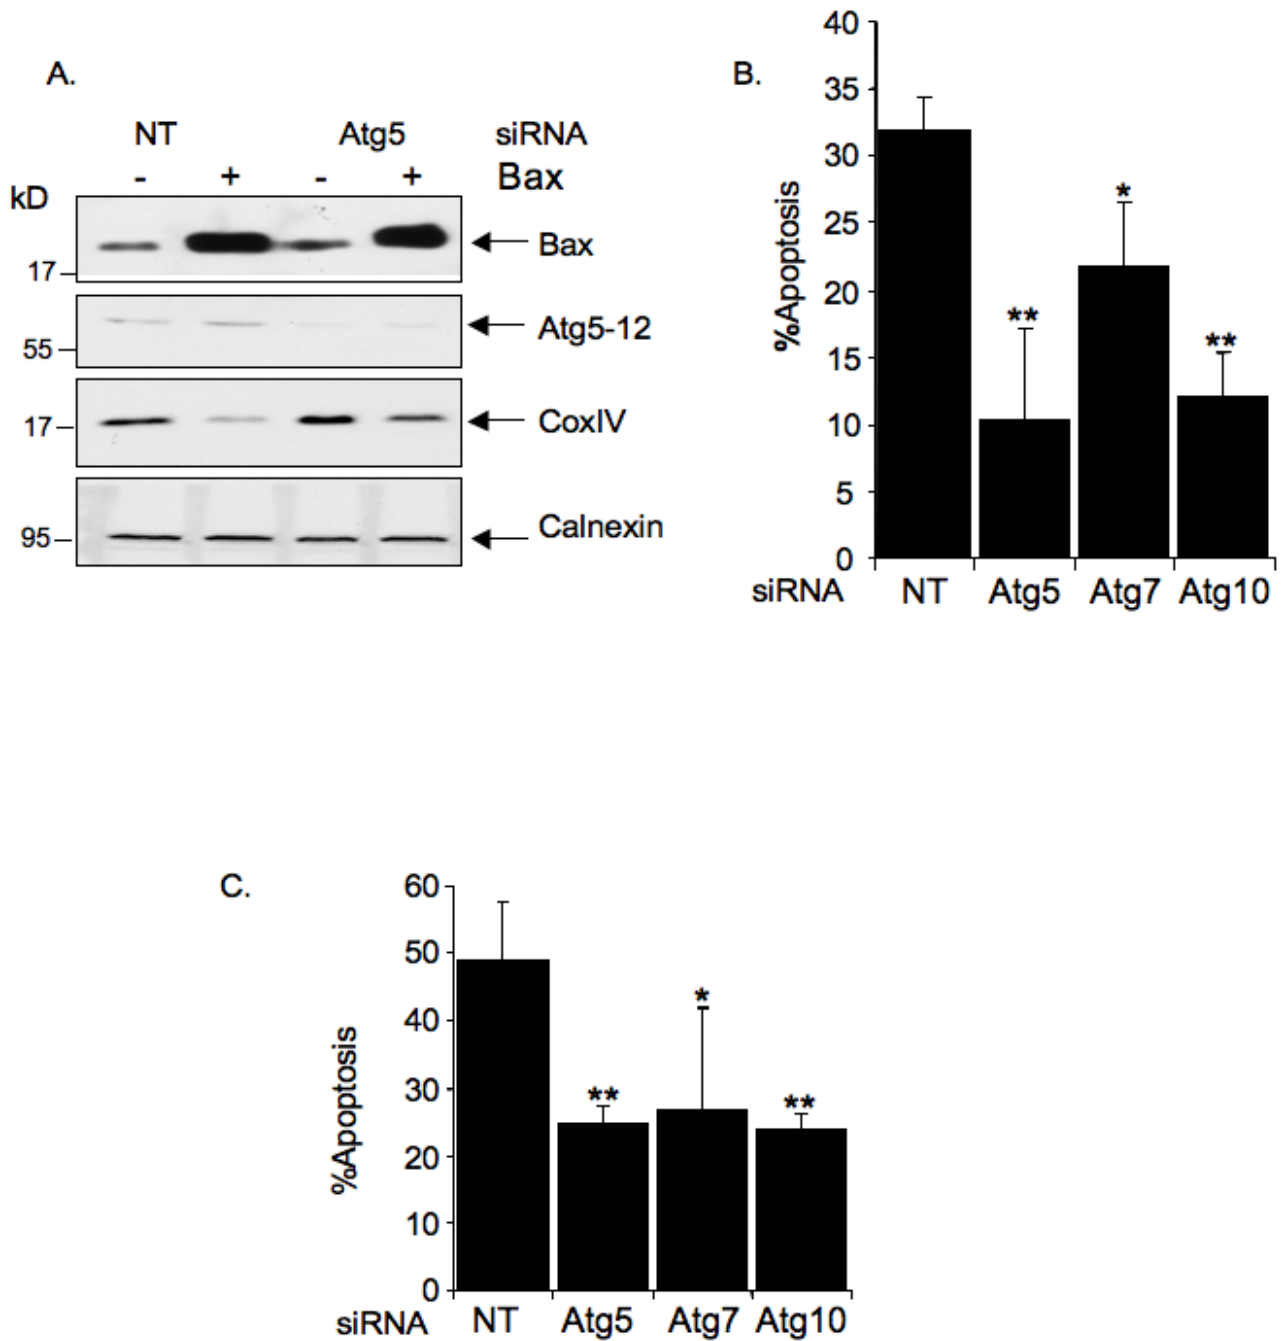 A.
NT Atg5 siRNA
- + - + Bax
kD
Bax
17
Atg5-12
55
CoxIV
17
Calnexin
95
B.
40
35
30
25
20
15
10
5
0
%Apoptosis
*
**
**
siRNA NT Atg5 Atg7 Atg10
C.
60
50
40
30
20
10
0
%Apoptosis
*
**
**
siRNA NT Atg5 Atg7 Atg10